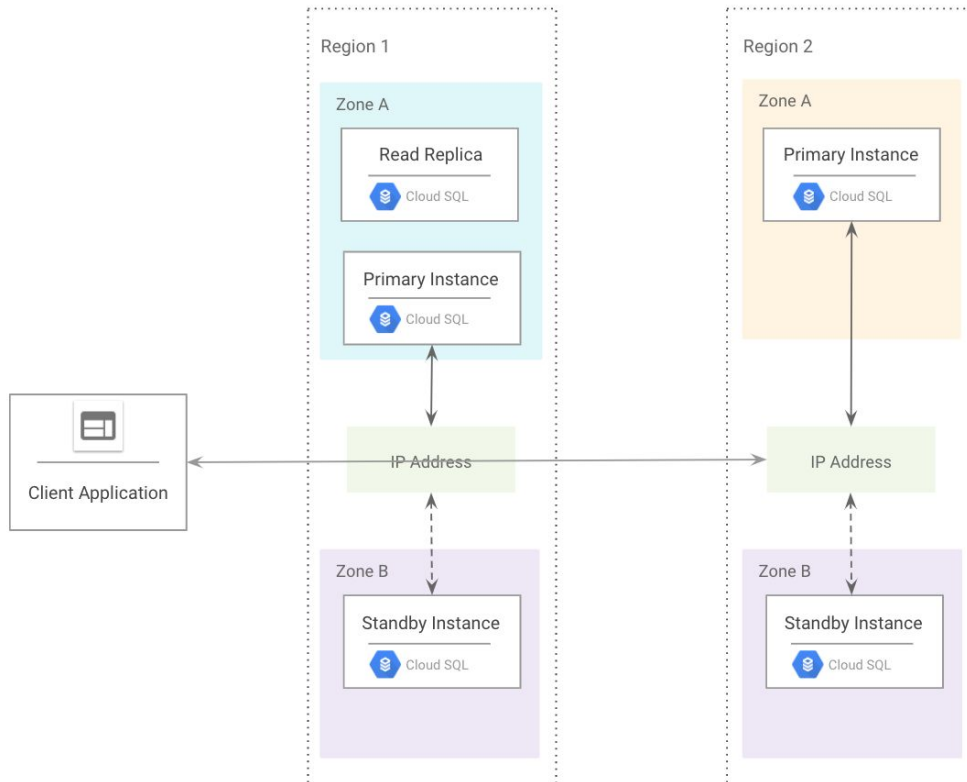 Region 1
Zone A
Read Replica
Cloud SQL
Primary Instance
Cloud SQL
IP Address
Zone B
Standby Instance
Cloud SQL
Client Application
Region 2
Zone A
Primary Instance
Cloud SQL
IP Address
Zone B
Standby Instance
Cloud SQL